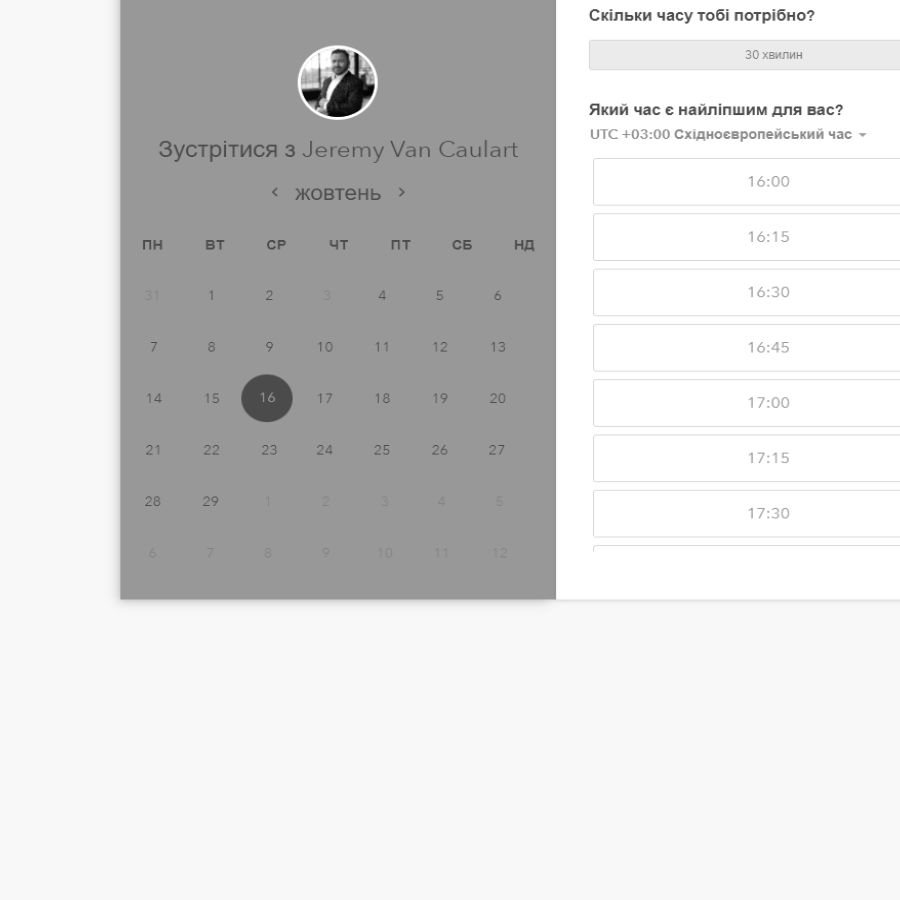 Зустрітися з Jeremy Van Caulart
жовтень
ПН ВТ СР ЧТ ПТ СБ НД
31 1 2 3 4 5 6
7 8 9 10 11 12 13
14 15 16 17 18 19 20
21 22 23 24 25 26 27
28 29 1 2 3 4 5
6 7 8 9 10 11 12
Скільки часу тобі потрібно?
30 хвилин
Який час є найліпшим для вас?
UTC +03:00 Східноєвропейський час
16:00
16:15
16:30
16:45
17:00
17:15
17:30